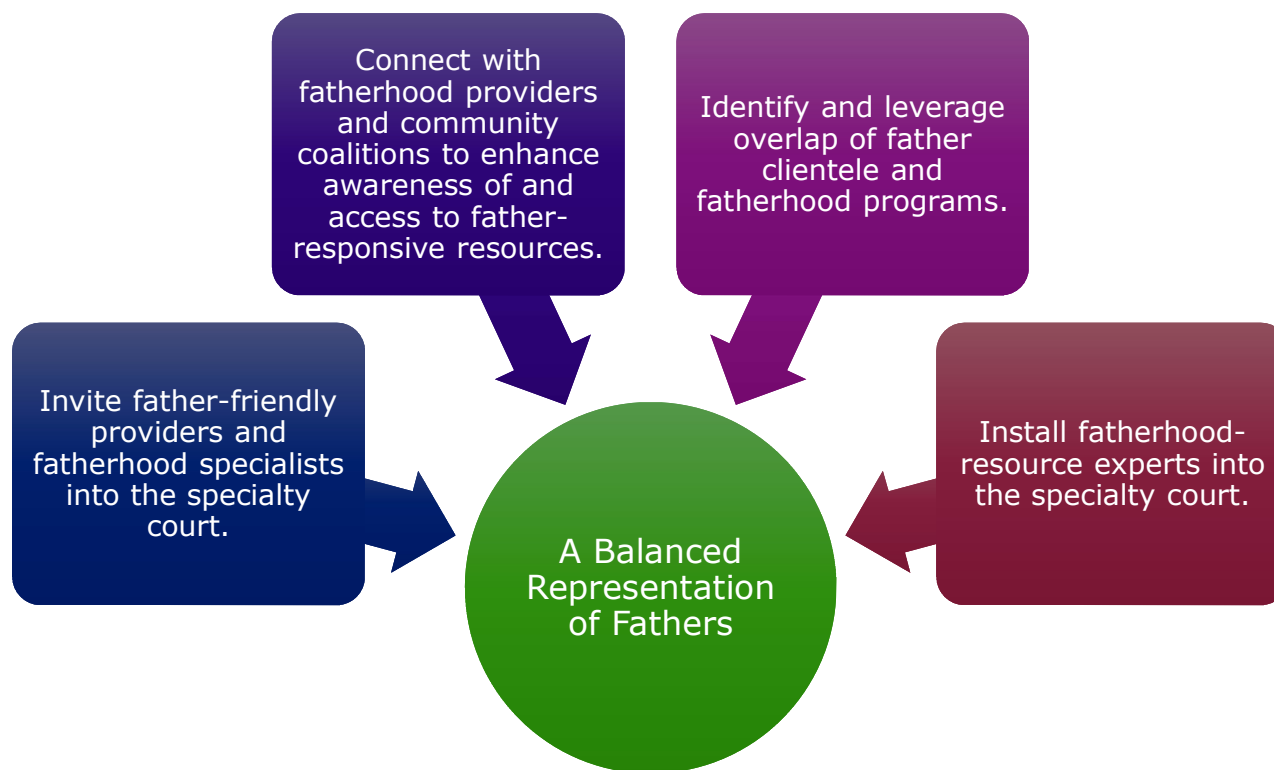 Invite father-friendly
providers and
fatherhood specialists
into the specialty
court.
Connect with
fatherhood providers
and community
coalitions to enhance
awareness of and
access to father-
responsive resources.
Identify and leverage
overlap of father
clientele and
fatherhood programs.
Install fatherhood-
resource experts into
the specialty court.
A Balanced
Representation
of Fathers